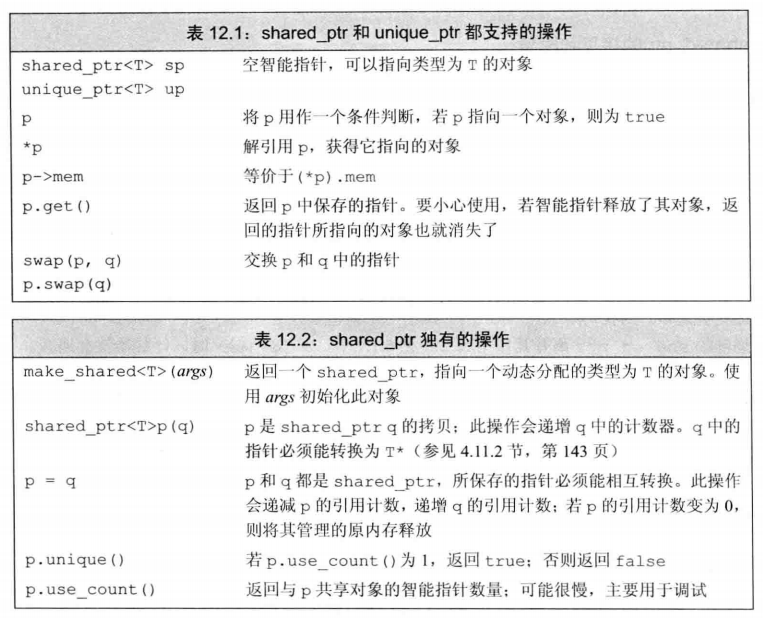 表 12.1：shared_ptr 和 unique_ptr 都支持的操作
shared_ptr<T> sp 空智能指针，可以指向类型为 T 的对象
unique_ptr<T> up
p 将 p 用作一个条件判断，若 p 指向一个对象，则为 true
*p 解引用 p，获得它指向的对象
p->mem 等价于(*p).mem
p.get() 返回 p 中保存的指针。要小心使用，若智能指针释放了其对象，返
回的指针所指向的对象也就消失了
swap(p, q) 交换 p 和 q 中的指针
p.swap(q)
表 12.2：shared_ptr 独有的操作
make_shared<T>(args) 返回一个 shared_ptr，指向一个动态分配的类型为 T 的对象。使
用 args 初始化此对象
shared_ptr<T>p(q) p 是 shared_ptr q 的拷贝；此操作会递增 q 中的计数器。q 中的
指针必须能转换为 T*（参见 4.11.2 节，第 143 页）
p = q p 和 q 都是 shared_ptr，所保存的指针必须能相互转换。此操作
会递减 p 的引用计数，递增 q 的引用计数；若 p 的引用计数变为 0，
则将其管理的原内存释放
p.unique() 若 p.use_count()为 1，返回 true；否则返回 false
p.use_count() 返回与 p 共享对象的智能指针数量；可能很慢，主要用于调试